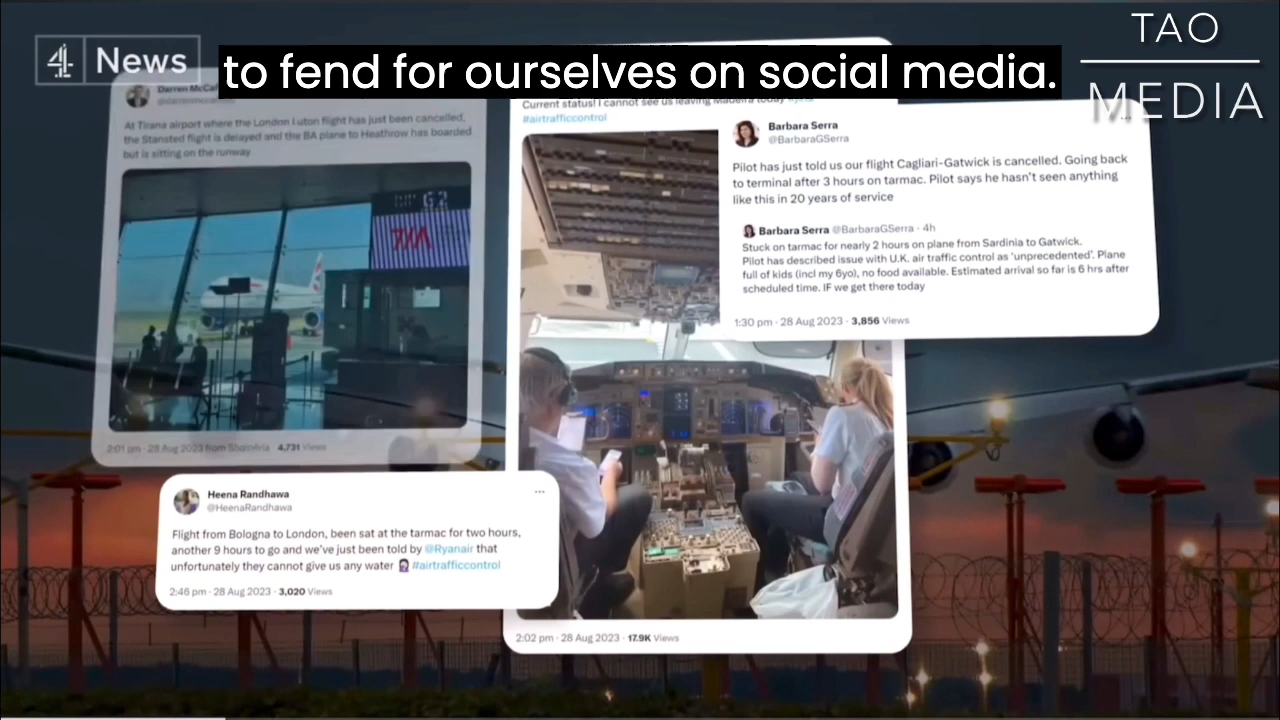 4 News
to fend for ourselves on social media.
TAO
MEDIA
Darren McCaf
At Tirana airport where the London Luton flight has just been cancelled,
the Stansted flight is delayed and the BA plane to Heathrow has boarded
but is sitting on the runway
G2
TIA
2:01 pm · 28 Aug 2023 from Shqipëria · 4,731 Views
Current status! I cannot see us leaving Madeira today
#airtrafficcontrol
2:02 pm · 28 Aug 2023 · 17.9K Views
Barbara Serra
@BarbaraGSerra
Pilot has just told us our flight Cagliari-Gatwick is cancelled. Going back
to terminal after 3 hours on tarmac. Pilot says he hasn't seen anything
like this in 20 years of service
Barbara Serra @BarbaraGSerra · 4h
Stuck on tarmac for nearly 2 hours on plane from Sardinia to Gatwick.
Pilot has described issue with U.K. air traffic control as 'unprecedented'. Plane
full of kids (incl my 6yo), no food available. Estimated arrival so far is 6 hrs after
scheduled time. IF we get there today
1:30 pm · 28 Aug 2023 · 3,856 Views
Heena Randhawa
@HeenaRandhawa
Flight from Bologna to London, been sat at the tarmac for two hours,
another 9 hours to go and we've just been told by @Ryanair that
unfortunately they cannot give us any water #airtrafficcontrol
2:46 pm · 28 Aug 2023 · 3,020 Views